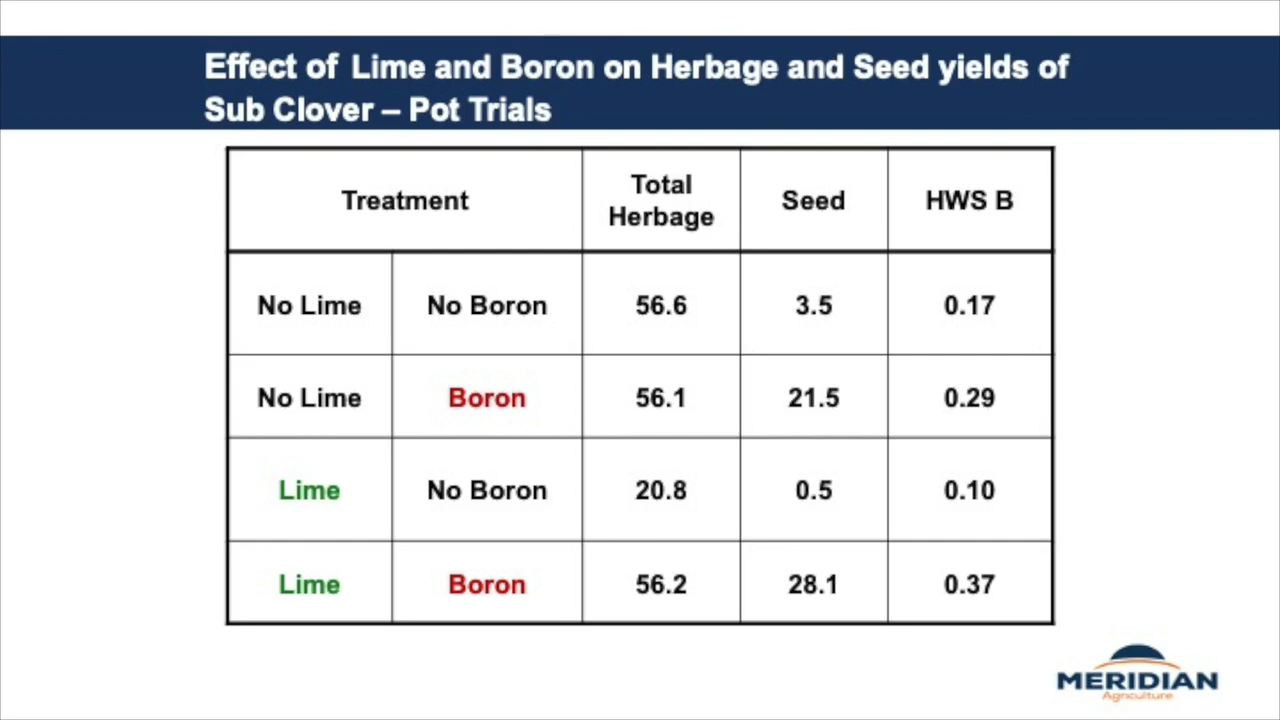 Effect of Lime and Boron on Herbage and Seed yields of
Sub Clover – Pot Trials
Treatment Total Herbage Seed HWS B
No Lime No Boron 56.6 3.5 0.17
No Lime Boron 56.1 21.5 0.29
Lime No Boron 20.8 0.5 0.10
Lime Boron 56.2 28.1 0.37
MERIDIAN
Agriculture